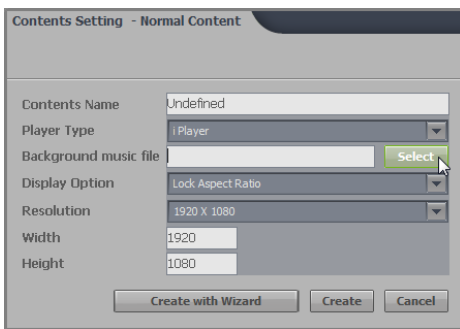 Contents Setting - Normal Content
Contents Name Undefined
Player Type i Player
Background music file Select
Display Option Lock Aspect Ratio
Resolution 1920 X 1080
Width 1920
Height 1080
Create with Wizard Create Cancel